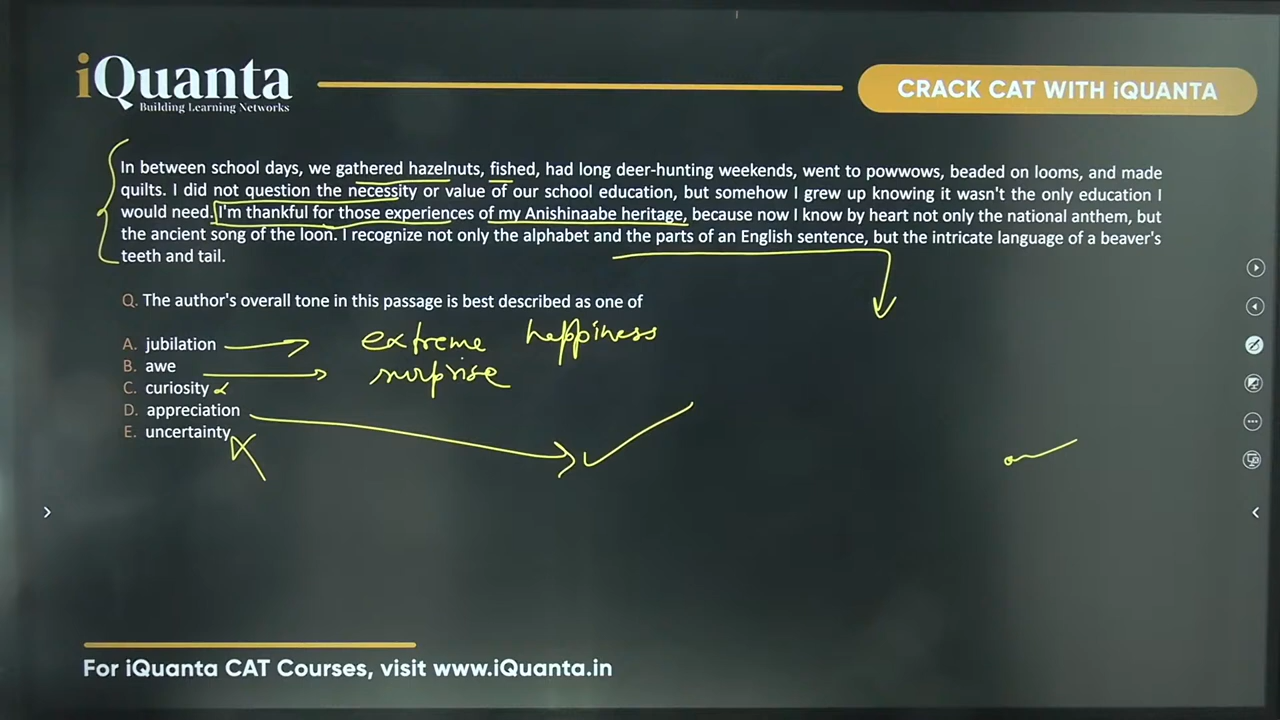 iQuanta
Building Learning Networks
CRACK CAT WITH iQUANTA
In between school days, we gathered hazelnuts, fished, had long deer-hunting weekends, went to powwows, beaded on looms, and made
quilts. I did not question the necessity or value of our school education, but somehow I grew up knowing it wasn't the only education I
would need. I'm thankful for those experiences of my Anishinaabe heritage, because now I know by heart not only the national anthem, but
the ancient song of the loon. I recognize not only the alphabet and the parts of an English sentence, but the intricate language of a beaver's
teeth and tail.
Q. The author's overall tone in this passage is best described as one of
A. jubilation
extreme happiness
B. awe
surprise
C. curiosity
D. appreciation
E. uncertainty
For iQuanta CAT Courses, visit www.iQuanta.in